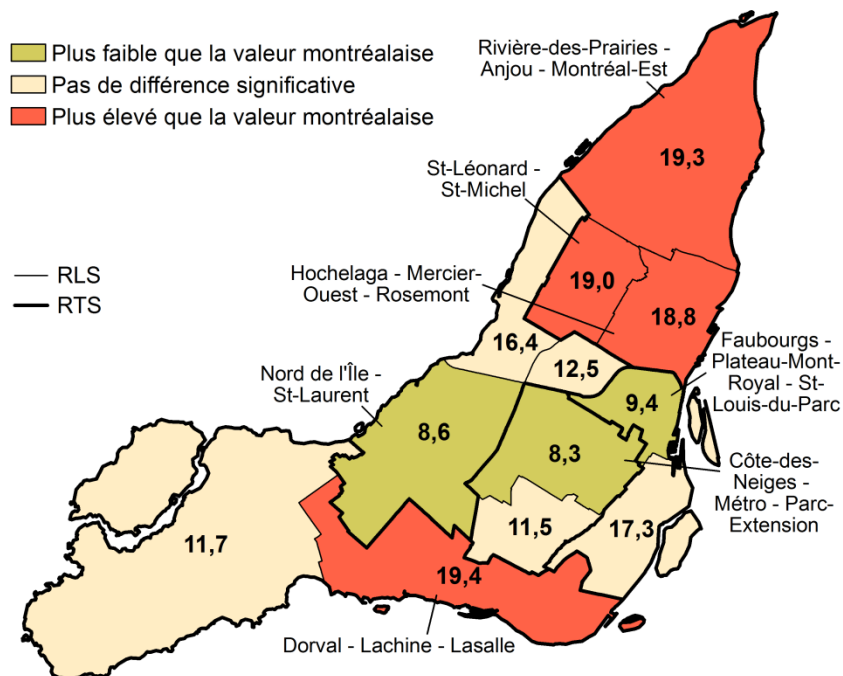 Plus faible que la valeur montréalaise
Pas de différence significative
Plus élevé que la valeur montréalaise
Rivière-des-Prairies -
Anjou - Montréal-Est
19,3
St-Léonard -
St-Michel
RLS
RTS
Hochelaga - Mercier-
Ouest - Rosemont
19,0
18,8
16,4
12,5
Faubourgs -
Plateau-Mont-
Royal - St-
Louis-du-Parc
Nord de l'Île -
St-Laurent
9,4
8,6
8,3
Côte-des-
Neiges -
Métro - Parc-
Extension
11,5
17,3
11,7
19,4
Dorval - Lachine - Lasalle